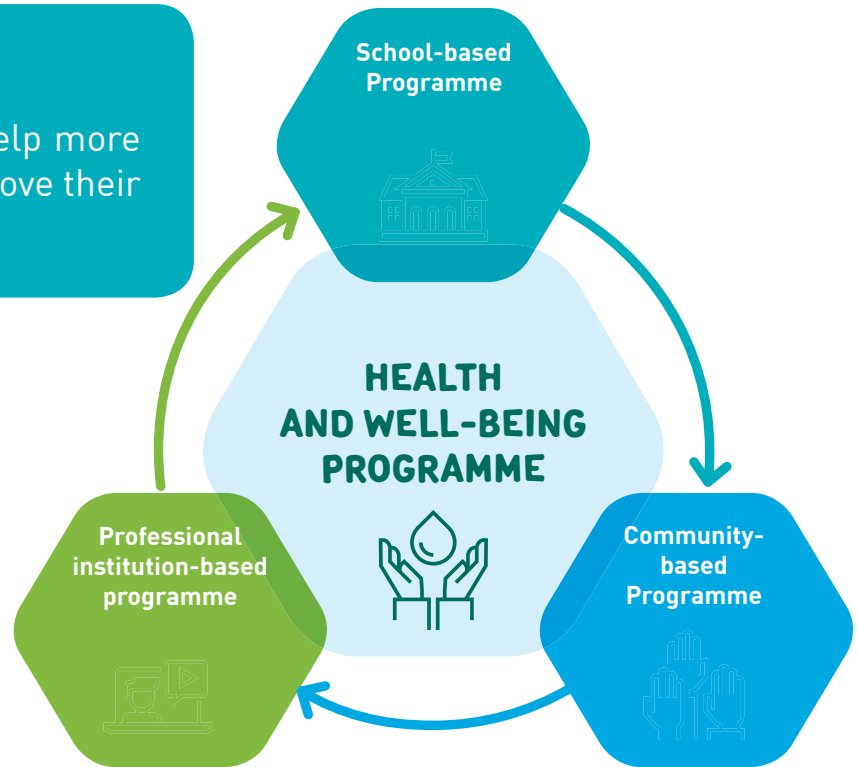 elp more
ove their
School-based
Programme
HEALTH
AND WELL-BEING
PROGRAMME
Professional
institution-based
programme
Community-
based
Programme